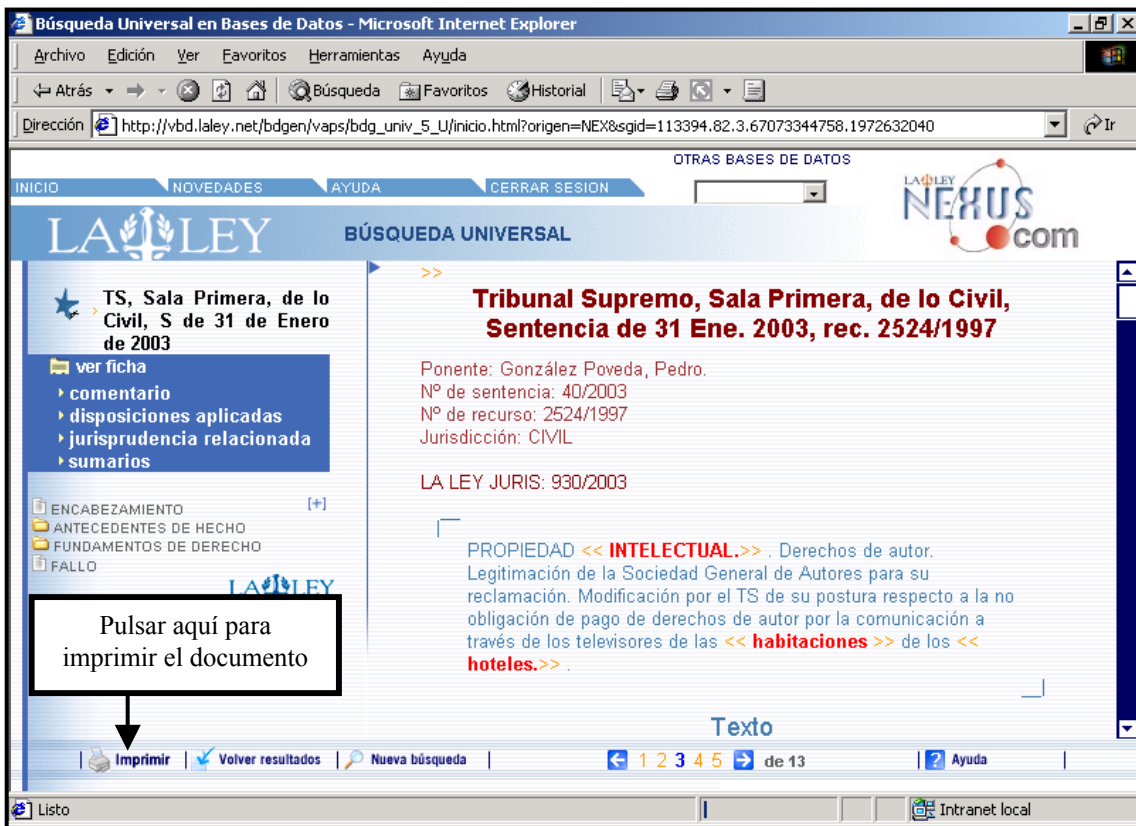 Búsqueda Universal en Bases de Datos - Microsoft Internet Explorer
Archivo Edición Ver Favoritos Herramientas Ayuda
Atrás Búsqueda Favoritos Historial
Dirección http://vbd.laley.net/bdgen/vaps/bdg_univ_5_U/inicio.html?origen=NEX&sgid=113394.82.3.67073344758.1972632040 Ir
OTRAS BASES DE DATOS
INICIO NOVEDADES AYUDA CERRAR SESION
LA LEY
NEXUS
com
LA LEY BÚSQUEDA UNIVERSAL
TS, Sala Primera, de lo
Civil, S de 31 de Enero
de 2003
ver ficha
comentario
disposiciones aplicadas
jurisprudencia relacionada
sumarios
ENCABEZAMIENTO [+]
ANTECEDENTES DE HECHO
FUNDAMENTOS DE DERECHO
FALLO
LA LEY
Pulsar aquí para
imprimir el documento
>>
Tribunal Supremo, Sala Primera, de lo Civil,
Sentencia de 31 Ene. 2003, rec. 2524/1997
Ponente: González Poveda, Pedro.
Nº de sentencia: 40/2003
Nº de recurso: 2524/1997
Jurisdicción: CIVIL
LA LEY JURIS: 930/2003
PROPIEDAD << INTELECTUAL.>> . Derechos de autor.
Legitimación de la Sociedad General de Autores para su
reclamación. Modificación por el TS de su postura respecto a la no
obligación de pago de derechos de autor por la comunicación a
través de los televisores de las << habitaciones >> de los <<
hoteles.>> .
Texto
Imprimir | Volver resultados | Nueva búsqueda | 1 2 3 4 5 de 13 | Ayuda |
Listo Intranet local